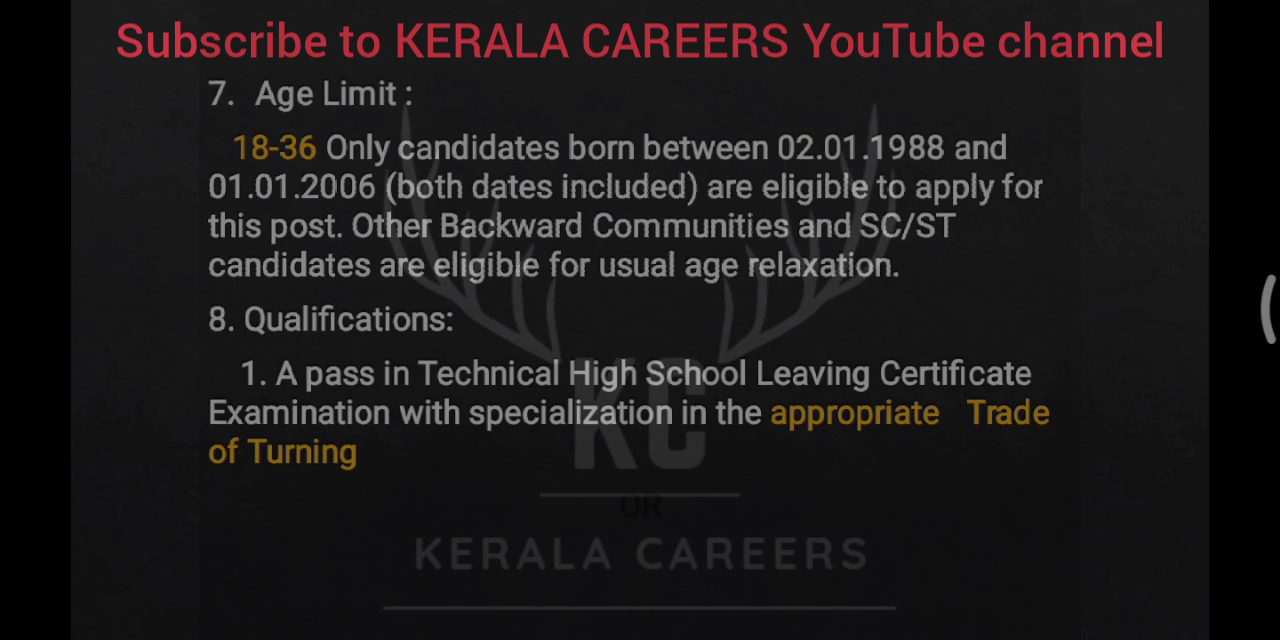 Subscribe to KERALA CAREERS YouTube channel
7. Age Limit :
18-36 Only candidates born between 02.01.1988 and
01.01.2006 (both dates included) are eligible to apply for
this post. Other Backward Communities and SC/ST
candidates are eligible for usual age relaxation.
8. Qualifications:
1. A pass in Technical High School Leaving Certificate
Examination with specialization in the appropriate Trade
of Turning
KC
OR
KERALA CAREERS